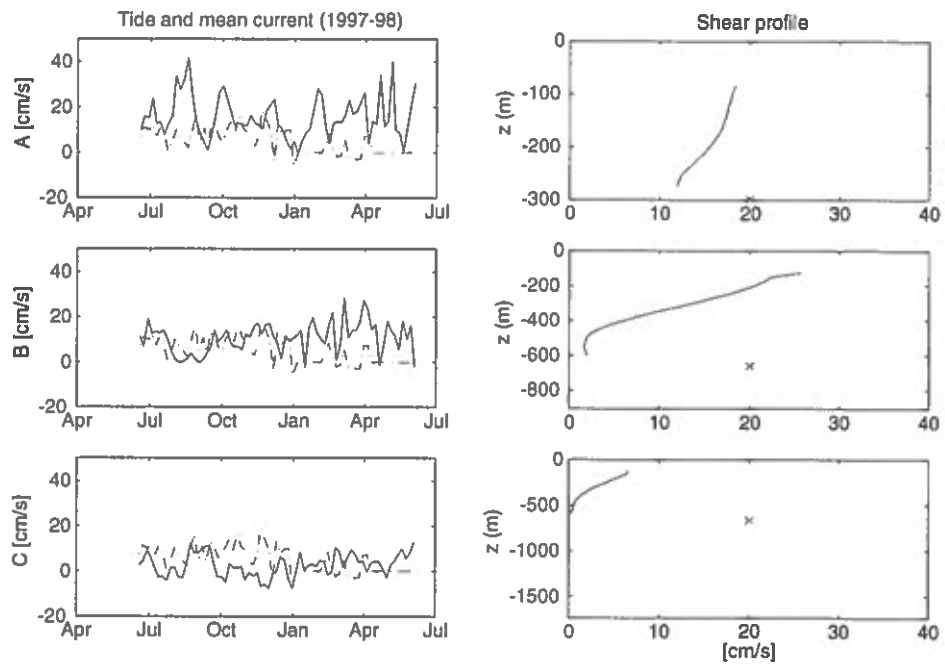 Tide and mean current (1997-98) Shear profile
40
20
0
-20
A [cm/s]
Apr Jul Oct Jan Apr Jul
0
-100
-200
-300
z (m)
0 10 20 30 40
40
20
0
-20
B [cm/s]
Apr Jul Oct Jan Apr Jul
0
-200
-400
-600
-800
z (m)
0 10 20 30 40
40
20
0
-20
C [cm/s]
Apr Jul Oct Jan Apr Jul
0
-500
-1000
-1500
z (m)
0 10 20 30 40
[cm/s]